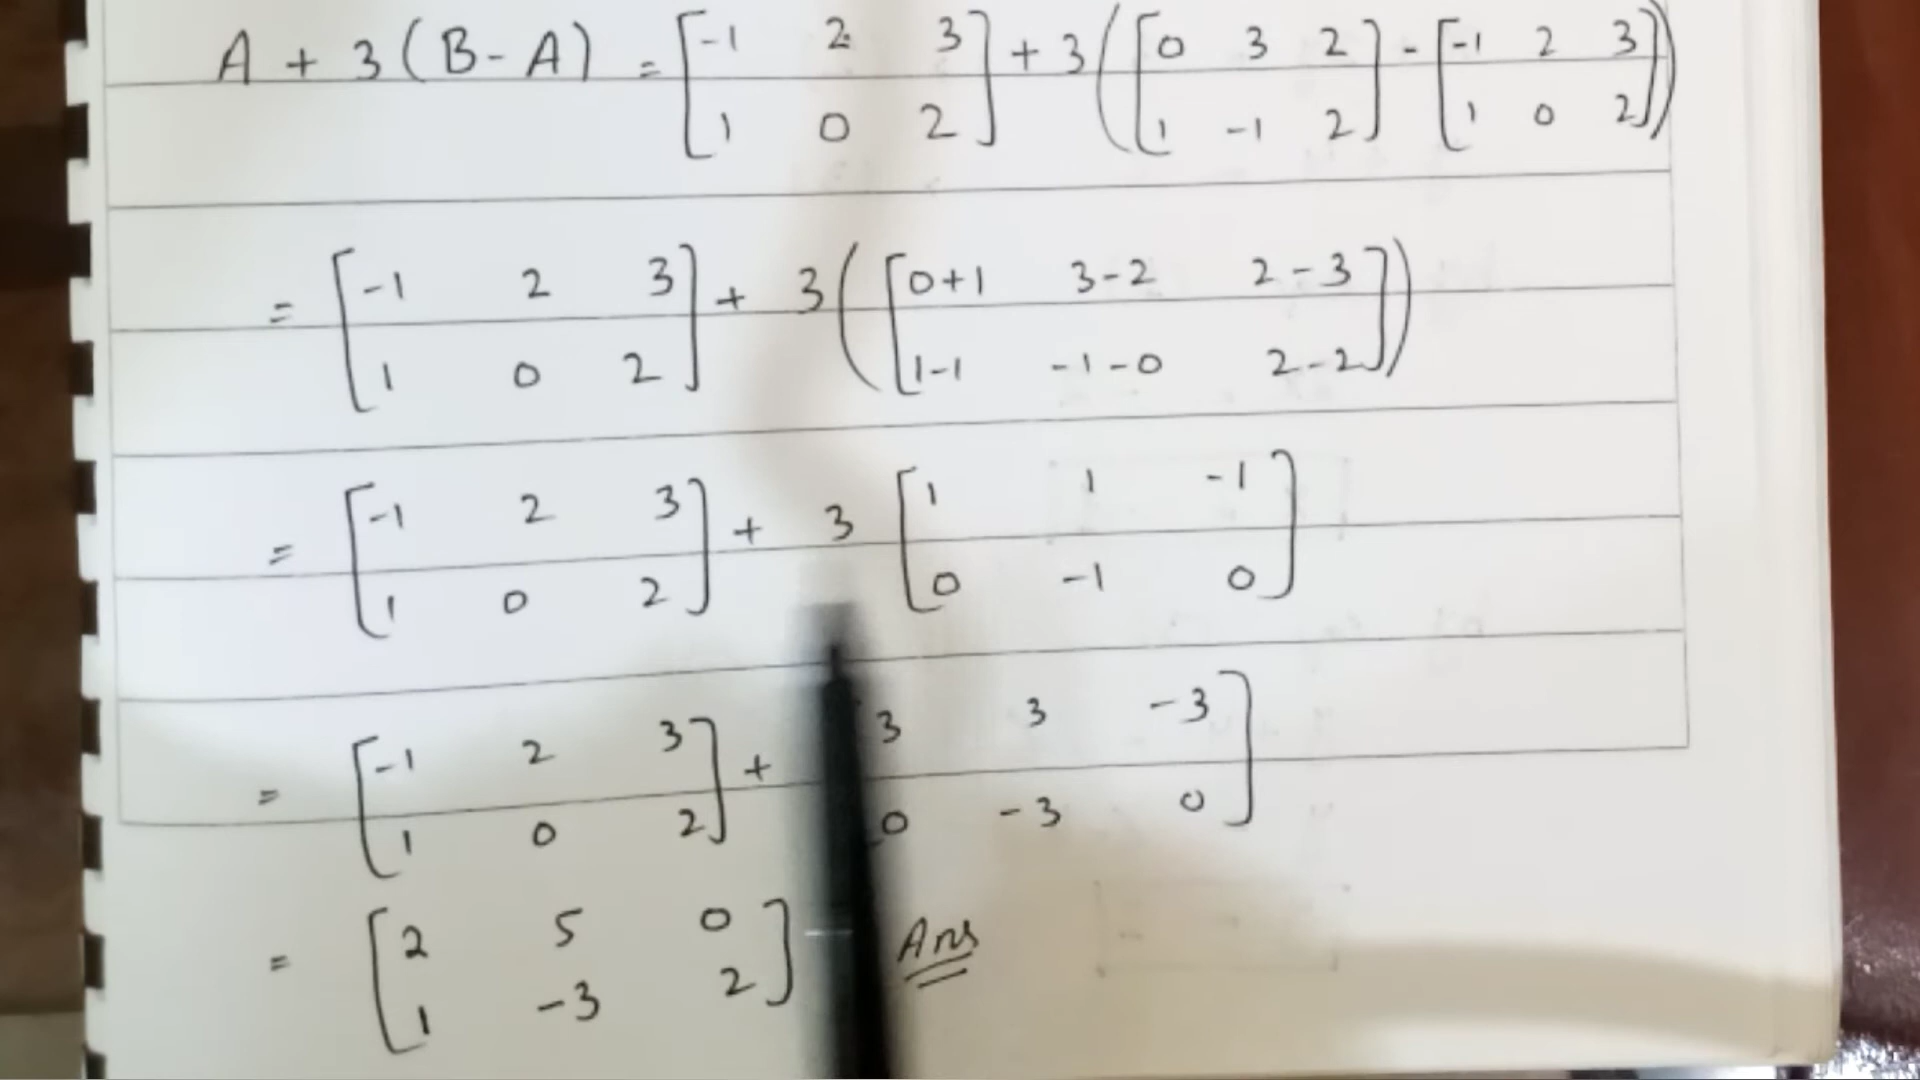 A + 3 ( B - A ) = [ -1 2 3 ] + 3 ( [ 0 3 2 ] - [ -1 2 3 ] )
[ 1 0 2 ] [ 1 -1 2 ] [ 1 0 2 ]
= [ -1 2 3 ] + 3 ( [ 0+1 3-2 2-3 ] )
[ 1 0 2 ] [ 1-1 -1-0 2-2 ]
= [ -1 2 3 ] + 3 [ 1 1 -1 ]
[ 1 0 2 ] [ 0 -1 0 ]
= [ -1 2 3 ] + 3 3 -3 ]
[ 1 0 2 ] [ 0 -3 0 ]
= [ 2 5 0 ] Ans
[ 1 -3 2 ]